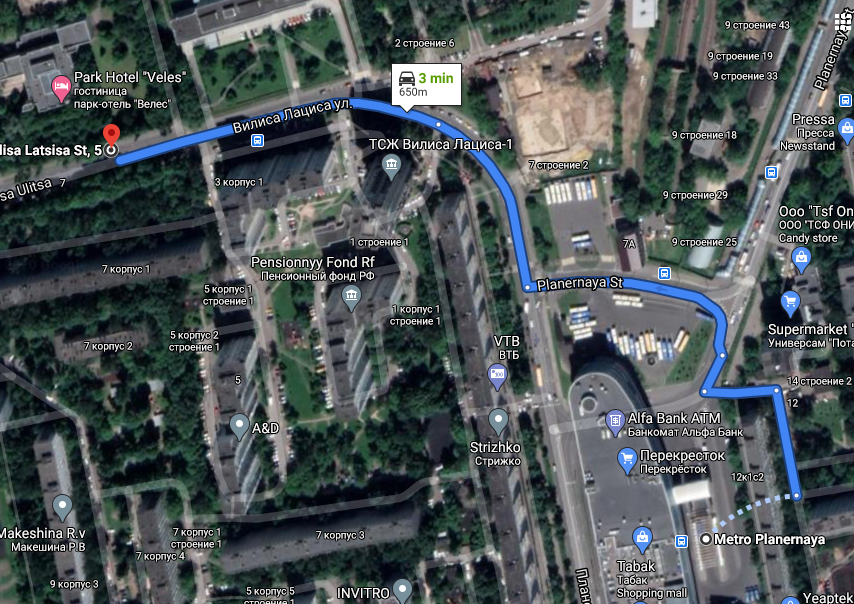 9 строение 43
2 строение 6
9 строение 19
9 строение 33
Planernaya St
Park Hotel "Veles"
гостиница
парк-отель "Велес"
3 min
650m
Вилиса Лациса ул.
Pressa
Пресса
Newsstand
9 строение 18
lisa Latsisa St, 5
ТСЖ Вилиса Лациса-1
7 строение 2
sa Ulitsa
7
3 корпус 1
9 строение 29
Ooo "Tsf On
ООО "ТСФ ОНИ
Candy store
1 строение 1
7А
9 строение 25
Pensionnyy Fond Rf
Пенсионный фонд РФ
7 корпус 1
Planernaya St
5 корпус 1
строение 1
1 корпус 1
строение 1
Supermarket "
Универсам "Пота
5 корпус 2
строение 1
7 корпус 2
VTB
ВТБ
5
14 строение 2
12
A&D
Alfa Bank ATM
Банкомат Альфа Банк
Strizhko
Стрижко
Перекресток
Перекрёсток
12к1с2
Makeshina R.v
Макешина Р.В
7 корпус 1
строение 1
7 корпус 3
7 корпус 4
Metro Planernaya
Tabak
Табак
Shopping mall
9 корпус 3
5 корпус 5
строение 1
INVITRO
План
Yeaptek